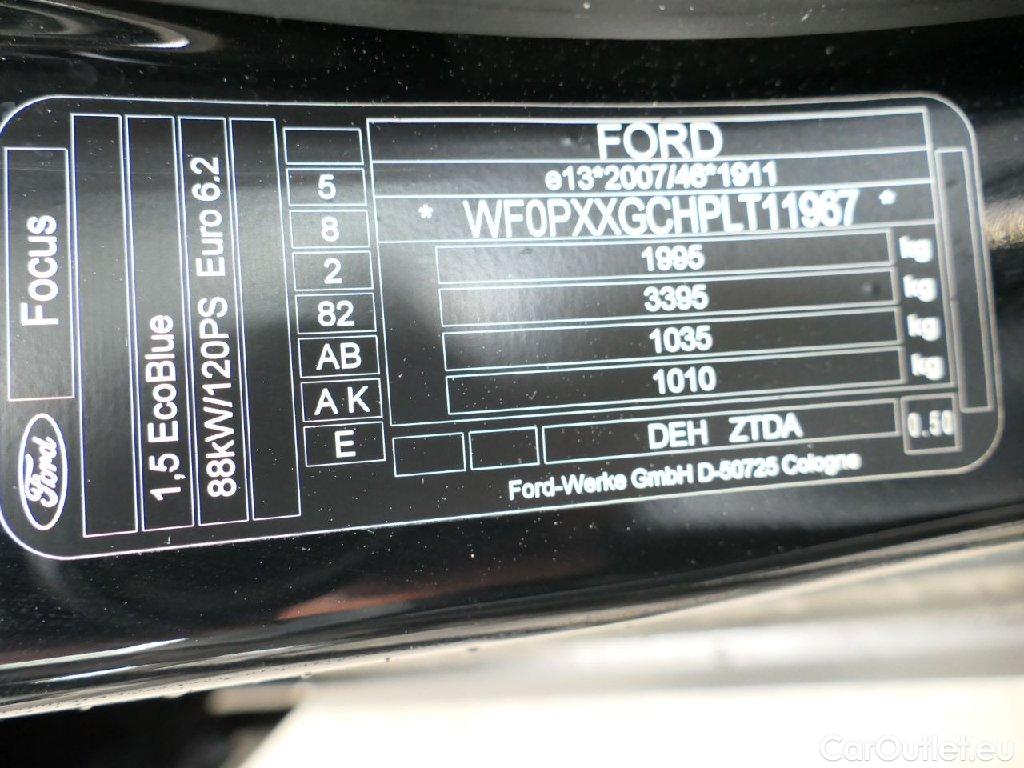 Focus
Ford
1,5 EcoBlue
88kW/120PS Euro 6.2
5
8
2
82
AB
A K
E
FORD
e13*2007/46*1911
* WF0PXXGCHPLT11967 *
1995 kg
3395 kg
1035 kg
1010 kg
DEH ZTDA 0.50
Ford-Werke GmbH D-50725 Cologne
CarOutlet.eu